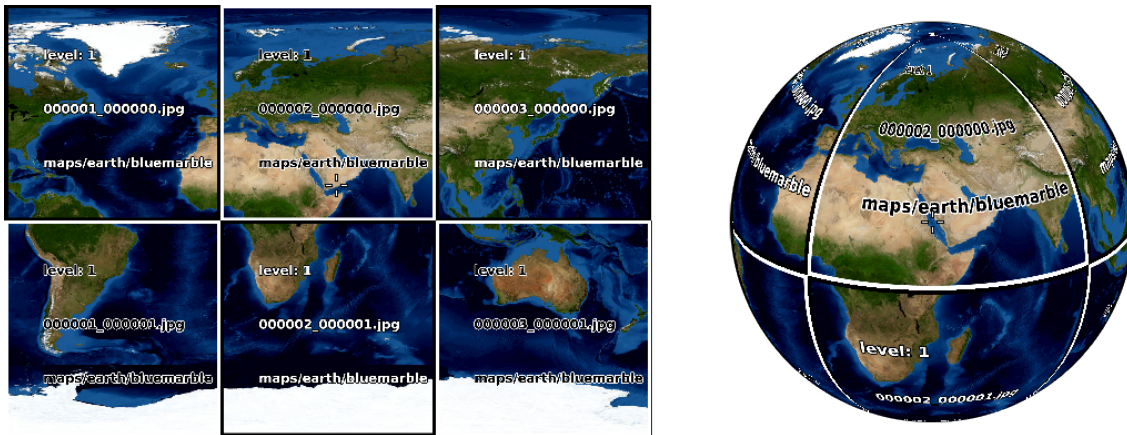 level: 1
000001_000000.jpg
maps/earth/bluemarble
level: 1
000002_000000.jpg
maps/earth/bluemarble
level: 1
000003_000000.jpg
maps/earth/bluemarble
level: 1
000001_000001.jpg
maps/earth/bluemarble
level: 1
000002_000001.jpg
maps/earth/bluemarble
level: 1
000003_000001.jpg
maps/earth/bluemarble
000002_000000.jpg
maps/earth/bluemarble
level: 1
000002_000001.jpg